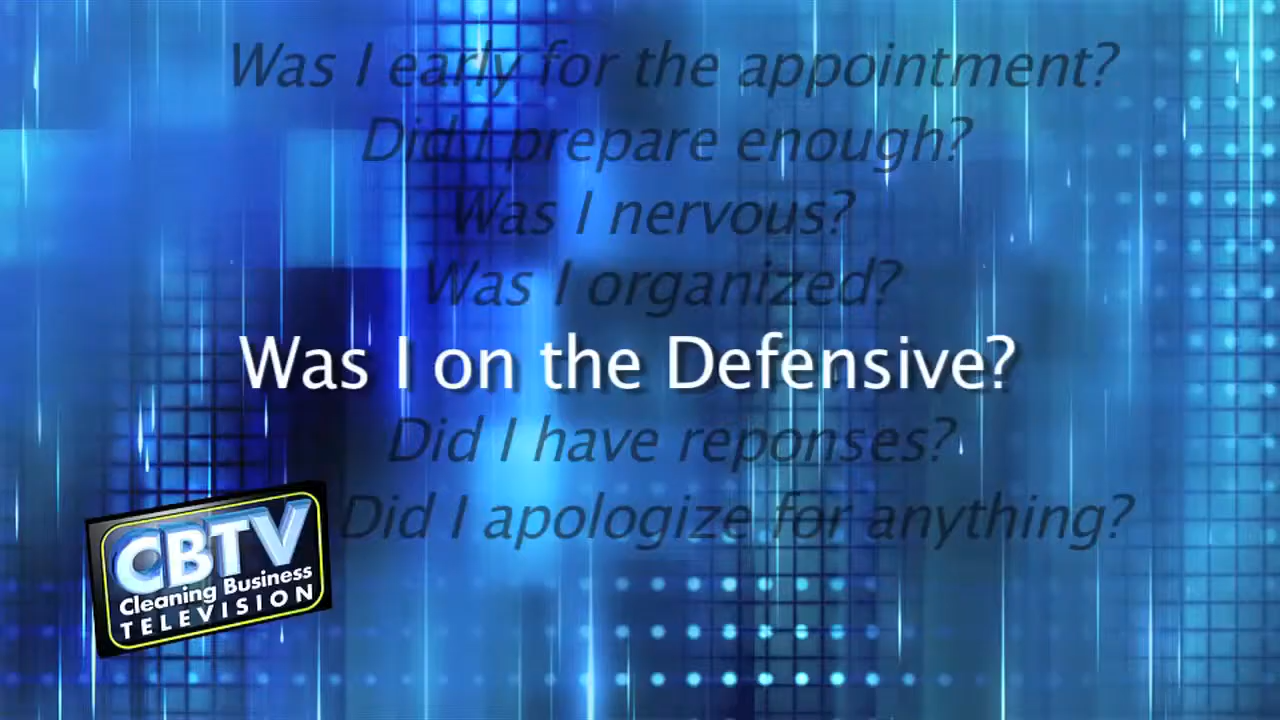 Was I early for the appointment?
Did I prepare enough?
Was I nervous?
Was I organized?
Was I on the Defensive?
Did I have reponses?
Did I apologize for anything?
CBTV
Cleaning Business
TELEVISION